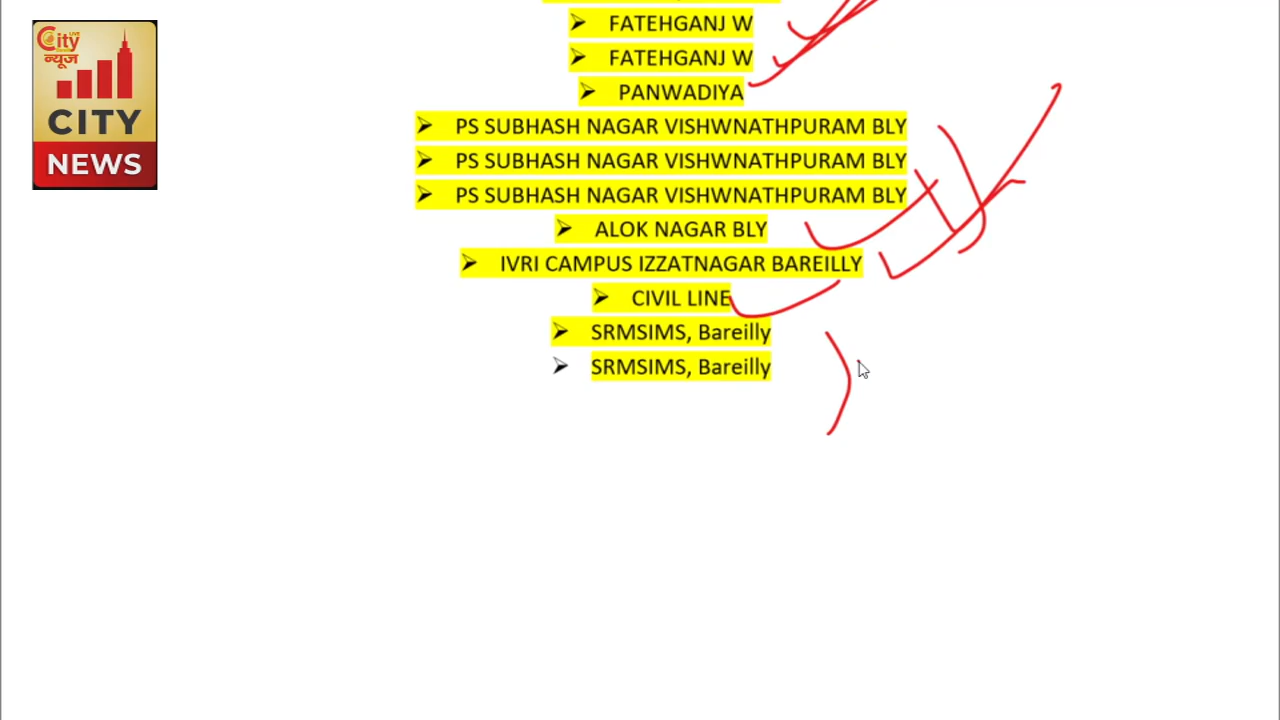 City LIVE
न्यूज
CITY
NEWS
➢ FATEHGANJ W
➢ FATEHGANJ W
➢ PANWADIYA
➢ PS SUBHASH NAGAR VISHWNATHPURAM BLY
➢ PS SUBHASH NAGAR VISHWNATHPURAM BLY
➢ PS SUBHASH NAGAR VISHWNATHPURAM BLY
➢ ALOK NAGAR BLY
➢ IVRI CAMPUS IZZATNAGAR BAREILLY
➢ CIVIL LINE
➢ SRMSIMS, Bareilly
➢ SRMSIMS, Bareilly